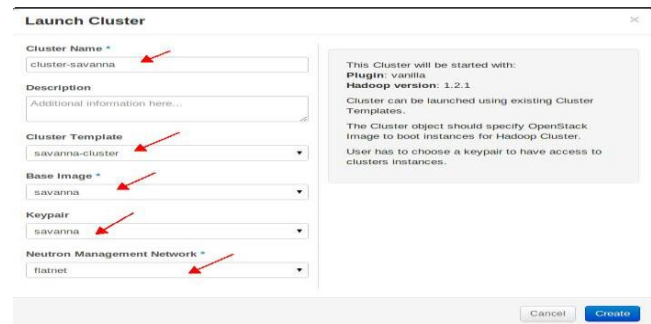 Launch Cluster
×
Cluster Name *
cluster-savanna
Description
Additional information here...
Cluster Template
savanna-cluster
Base Image *
savanna
Keypair
savanna
Neutron Management Network *
flatnet
This Cluster will be started with:
Plugin: vanilla
Hadoop version: 1.2.1
Cluster can be launched using existing Cluster
Templates.
The Cluster object should specify OpenStack
Image to boot instances for Hadoop Cluster.
User has to choose a keypair to have access to
clusters instances.
Cancel
Create